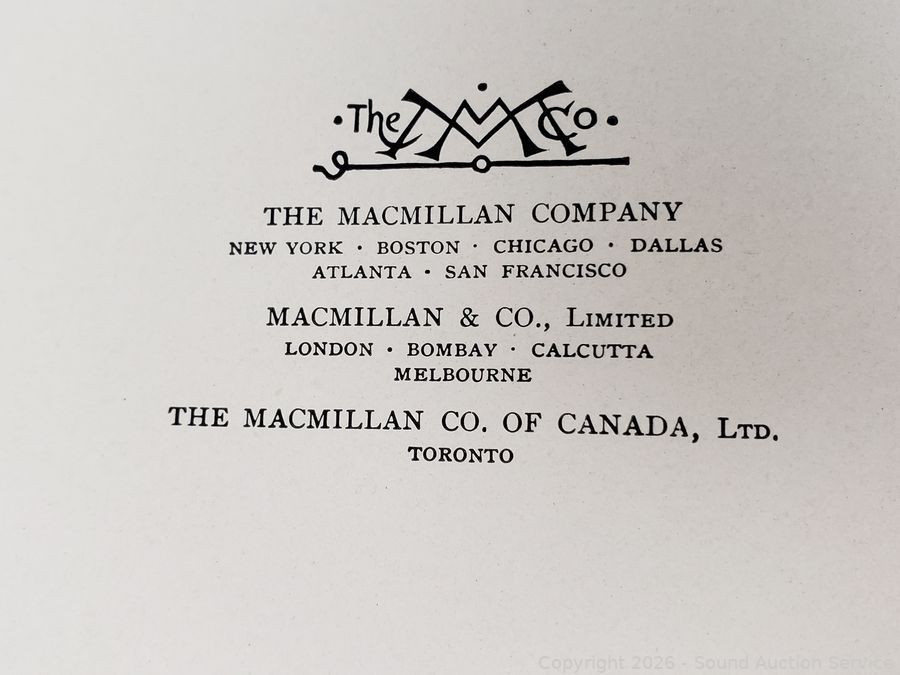 The M Co
THE MACMILLAN COMPANY
NEW YORK · BOSTON · CHICAGO · DALLAS
ATLANTA · SAN FRANCISCO
MACMILLAN & CO., LIMITED
LONDON · BOMBAY · CALCUTTA
MELBOURNE
THE MACMILLAN CO. OF CANADA, LTD.
TORONTO
Copyright 2026 - Sound Auction Service